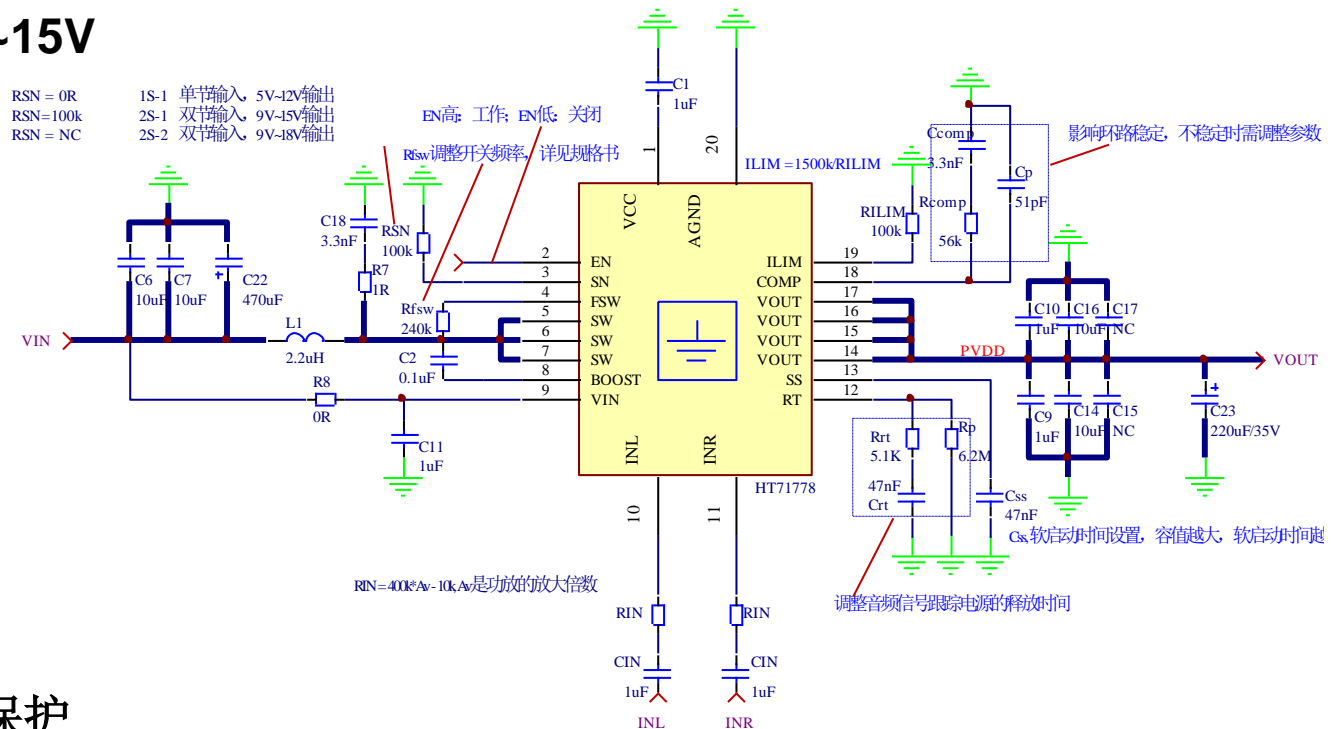 ~15V
RSN = 0R 1S-1 单节输入，5V~12V输出
RSN=100k 2S-1 双节输入，9V~15V输出
RSN = NC 2S-2 双节输入，9V~18V输出
EN高：工作；EN低：关闭
Rfsw调整开关频率，详见规格书
C1
1uF
1
20
VCC
AGND
ILIM =1500k/RILIM
影响环路稳定，不稳定时需调整参数
Ccomp
3.3nF
Cp
51pF
Rcomp
56k
RILIM
100k
C18
3.3nF
RSN
100k
R7
1R
C6
10uF
C7
10uF
C22
470uF
L1
2.2uH
VIN
Rfsw
240k
C2
0.1uF
R8
0R
C11
1uF
2 EN
3 SN
4 FSW
5 SW
6 SW
7 SW
8 BOOST
9 VIN
ILIM 19
COMP 18
VOUT 17
VOUT 16
VOUT 15
VOUT 14
SS 13
RT 12
INL
INR
10
11
HT71778
PVDD
C10
1uF
C16
10uF
C17
NC
VOUT
C9
1uF
C14
10uF
C15
NC
C23
220uF/35V
Rrt
5.1K
47nF
Crt
Rp
6.2M
Css
47nF
Css,软启动时间设置，容值越大，软启动时间越
调整音频信号跟踪电源的释放时间
RIN=400k*Av-10k,Av是功放的放大倍数
RIN
RIN
CIN
1uF
CIN
1uF
INL
INR
保护